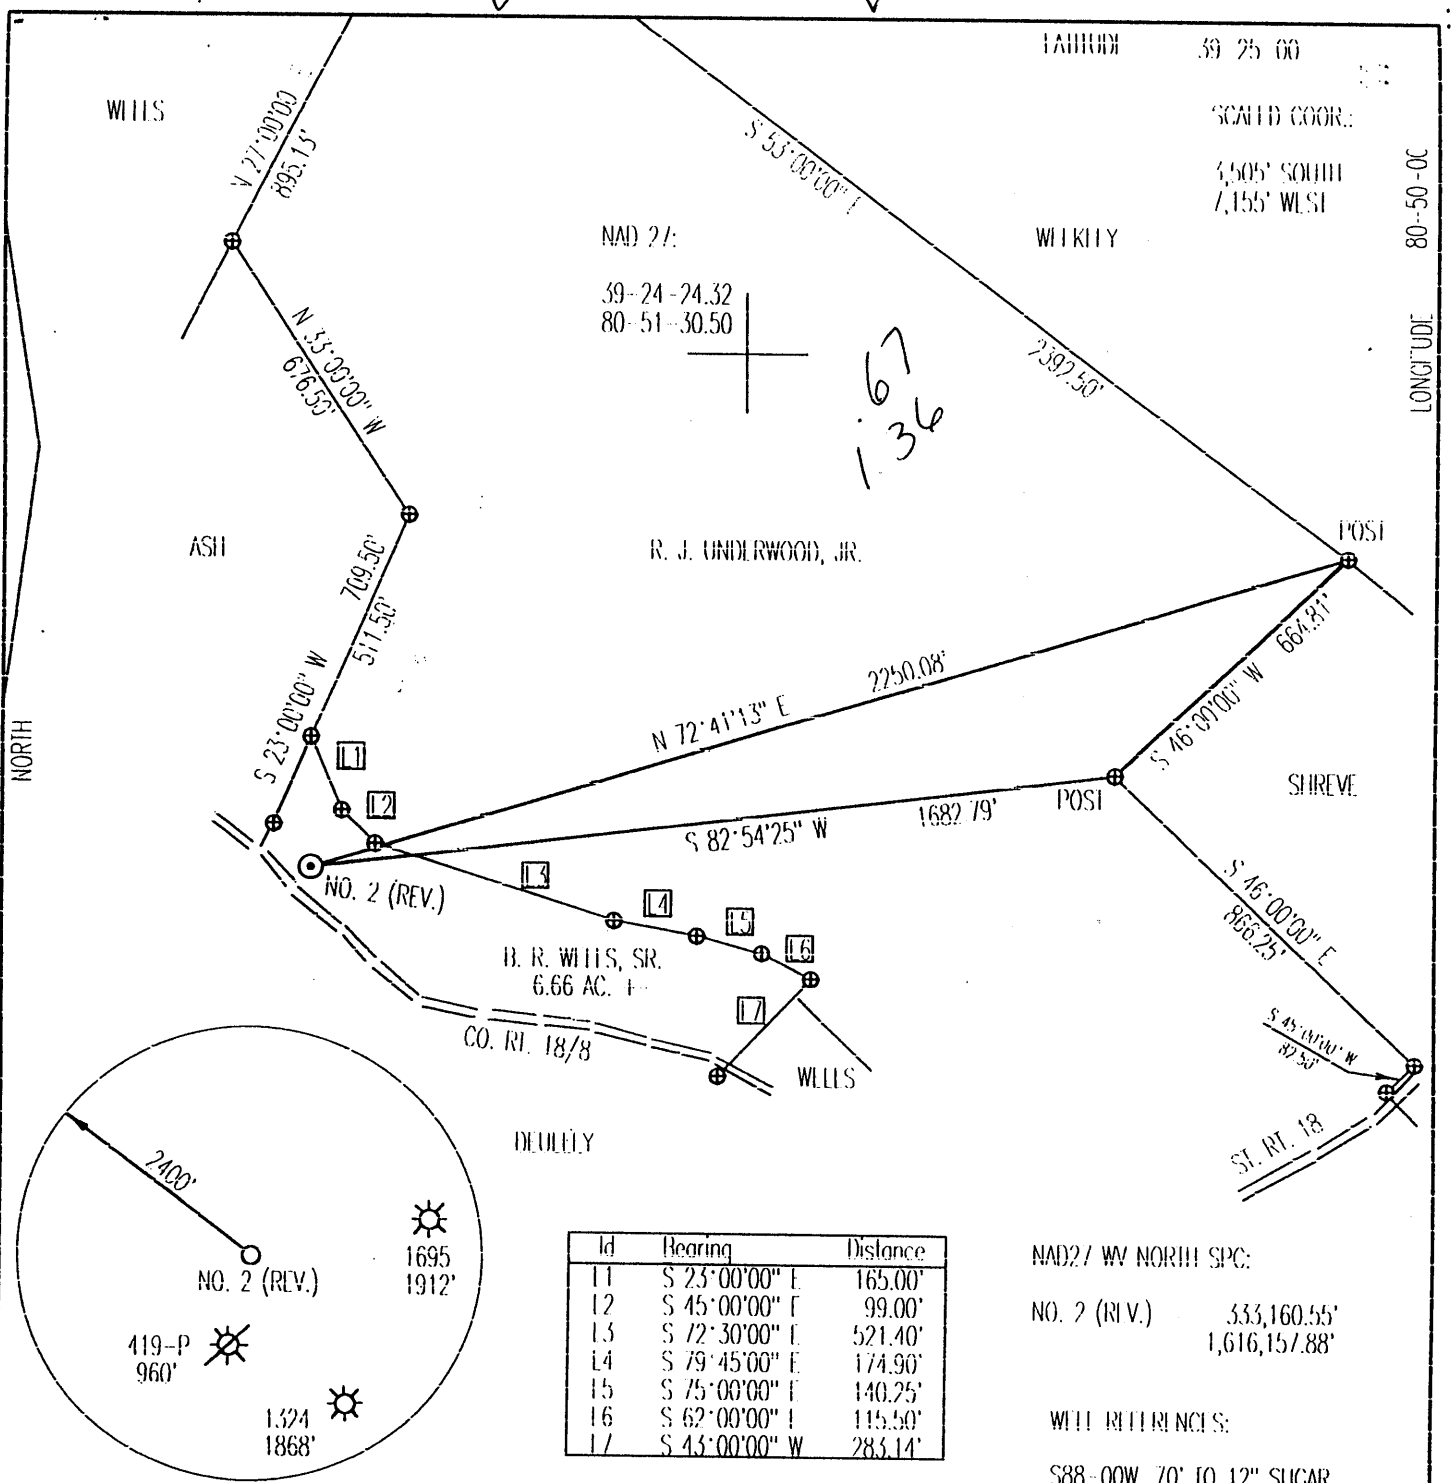 LATITUDE 39 25 00
SCALED COOR.:
3,505' SOUTH
7,155' WEST
80-50-00
LONGITUDE
WELLS
N 27°00'00" E
895.13'
S 53°00'00" E
2392.50'
NAD 27:
39-24-24.32
80-51-30.50
WEEKLEY
.67
1.36
N 33°00'00" W
676.50'
ASH
R. J. UNDERWOOD, JR.
POST
709.50'
511.50'
S 23°00'00" W
NORTH
L1
L2
N 72°41'13" E
2250.08'
S 46°00'00" W
664.81'
POST
SHREVE
S 82°54'25" W
1682.79'
NO. 2 (REV.)
L3
L4
L5
L6
L7
B. R. WELLS, SR.
6.66 AC. +-
CO. RT. 18/8
WELLS
S 46°00'00" E
866.25'
S 45°00'00" W
82.50'
ST. RT. 18
2400'
NO. 2 (REV.)
1695
1912'
419-P
960'
1324
1868'
Id Bearing Distance
L1 S 23°00'00" E 165.00'
L2 S 45°00'00" E 99.00'
L3 S 72°30'00" E 521.40'
L4 S 79°45'00" E 174.90'
L5 S 75°00'00" E 140.25'
L6 S 62°00'00" E 115.50'
L7 S 43°00'00" W 283.14'
NAD27 WV NORTH SPC:
NO. 2 (REV.) 333,160.55'
1,616,157.88'
WELL REFERENCES:
S88-00W 70' TO 12" SUGAR